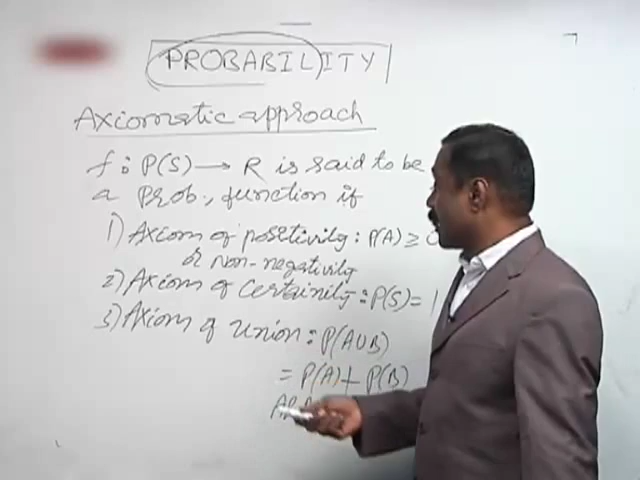 PROBABILITY
Axiomatic approach
f : P(S) → R is said to be
a prob., function if
1) Axiom of positivity : P(A) ≥ 0
or non-negativity
2) Axiom of certainity : P(S) = 1
3) Axiom of union : P(A∪B)
= P(A) + P(B)